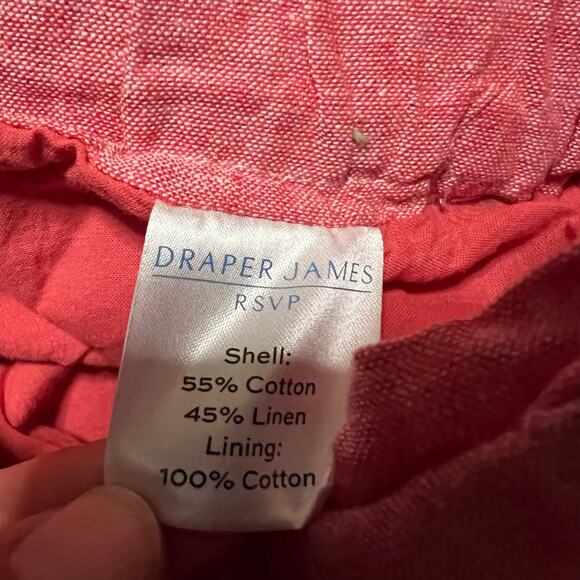 DRAPER JAMES
RSVP
Shell:
55% Cotton
45% Linen
Lining:
100% Cotton